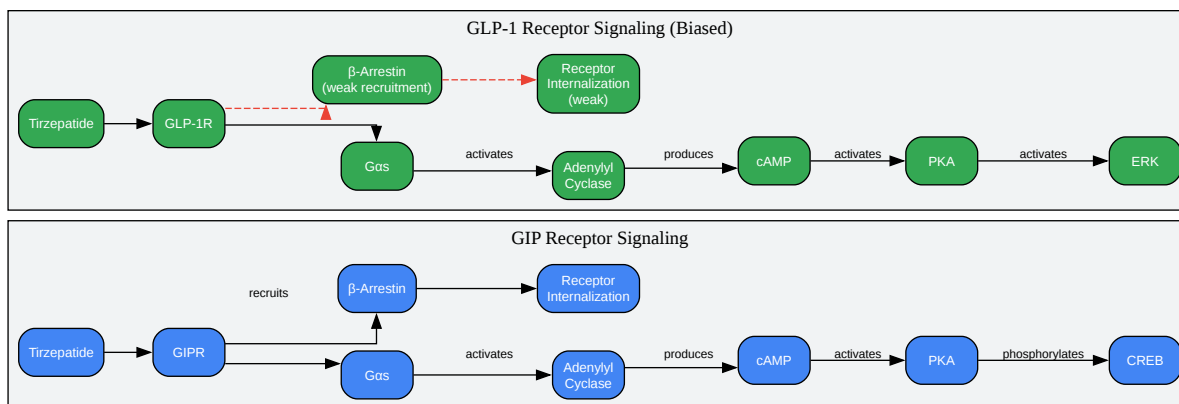 GLP-1 Receptor Signaling (Biased)
β-Arrestin
(weak recruitment)
Receptor
Internalization
(weak)
Tirzepatide
GLP-1R
Gαs
activates
Adenylyl
Cyclase
produces
cAMP
activates
PKA
activates
ERK
GIP Receptor Signaling
recruits
β-Arrestin
Receptor
Internalization
Tirzepatide
GIPR
Gαs
activates
Adenylyl
Cyclase
produces
cAMP
activates
PKA
phosphorylates
CREB